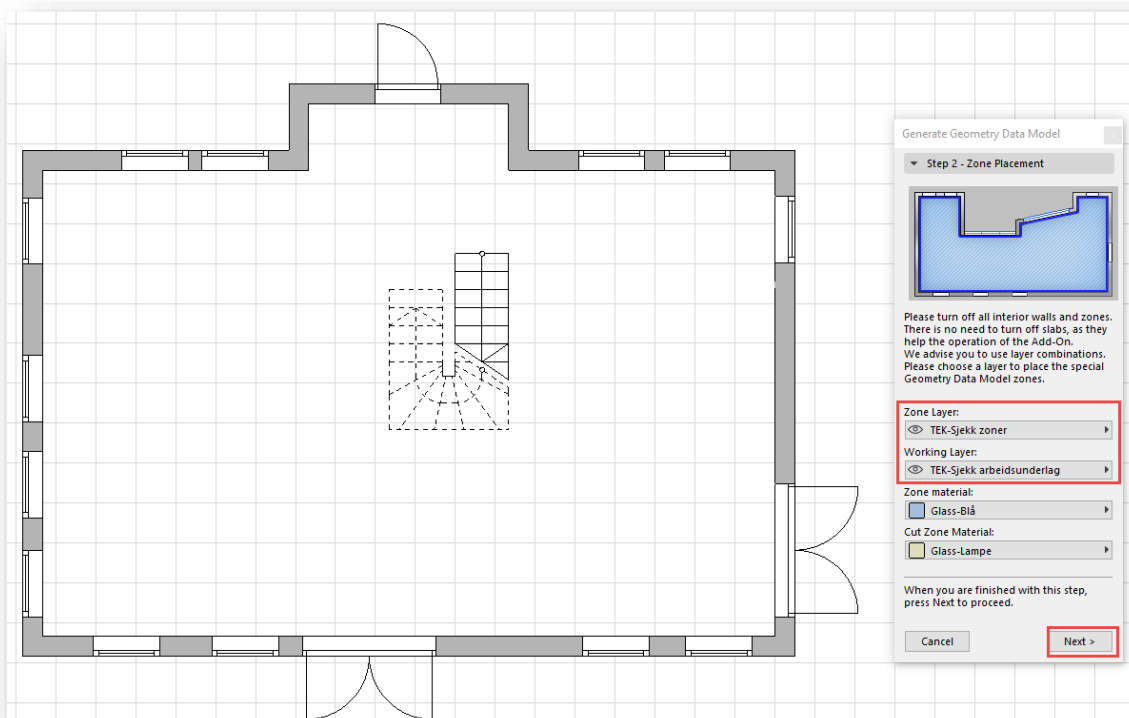 Generate Geometry Data Model
Step 2 - Zone Placement
Please turn off all interior walls and zones.
There is no need to turn off slabs, as they
help the operation of the Add-On.
We advise you to use layer combinations.
Please choose a layer to place the special
Geometry Data Model zones.
Zone Layer:
TEK-Sjekk zoner
Working Layer:
TEK-Sjekk arbeidsunderlag
Zone material:
Glass-Blå
Cut Zone Material:
Glass-Lampe
When you are finished with this step,
press Next to proceed.
Cancel
Next >